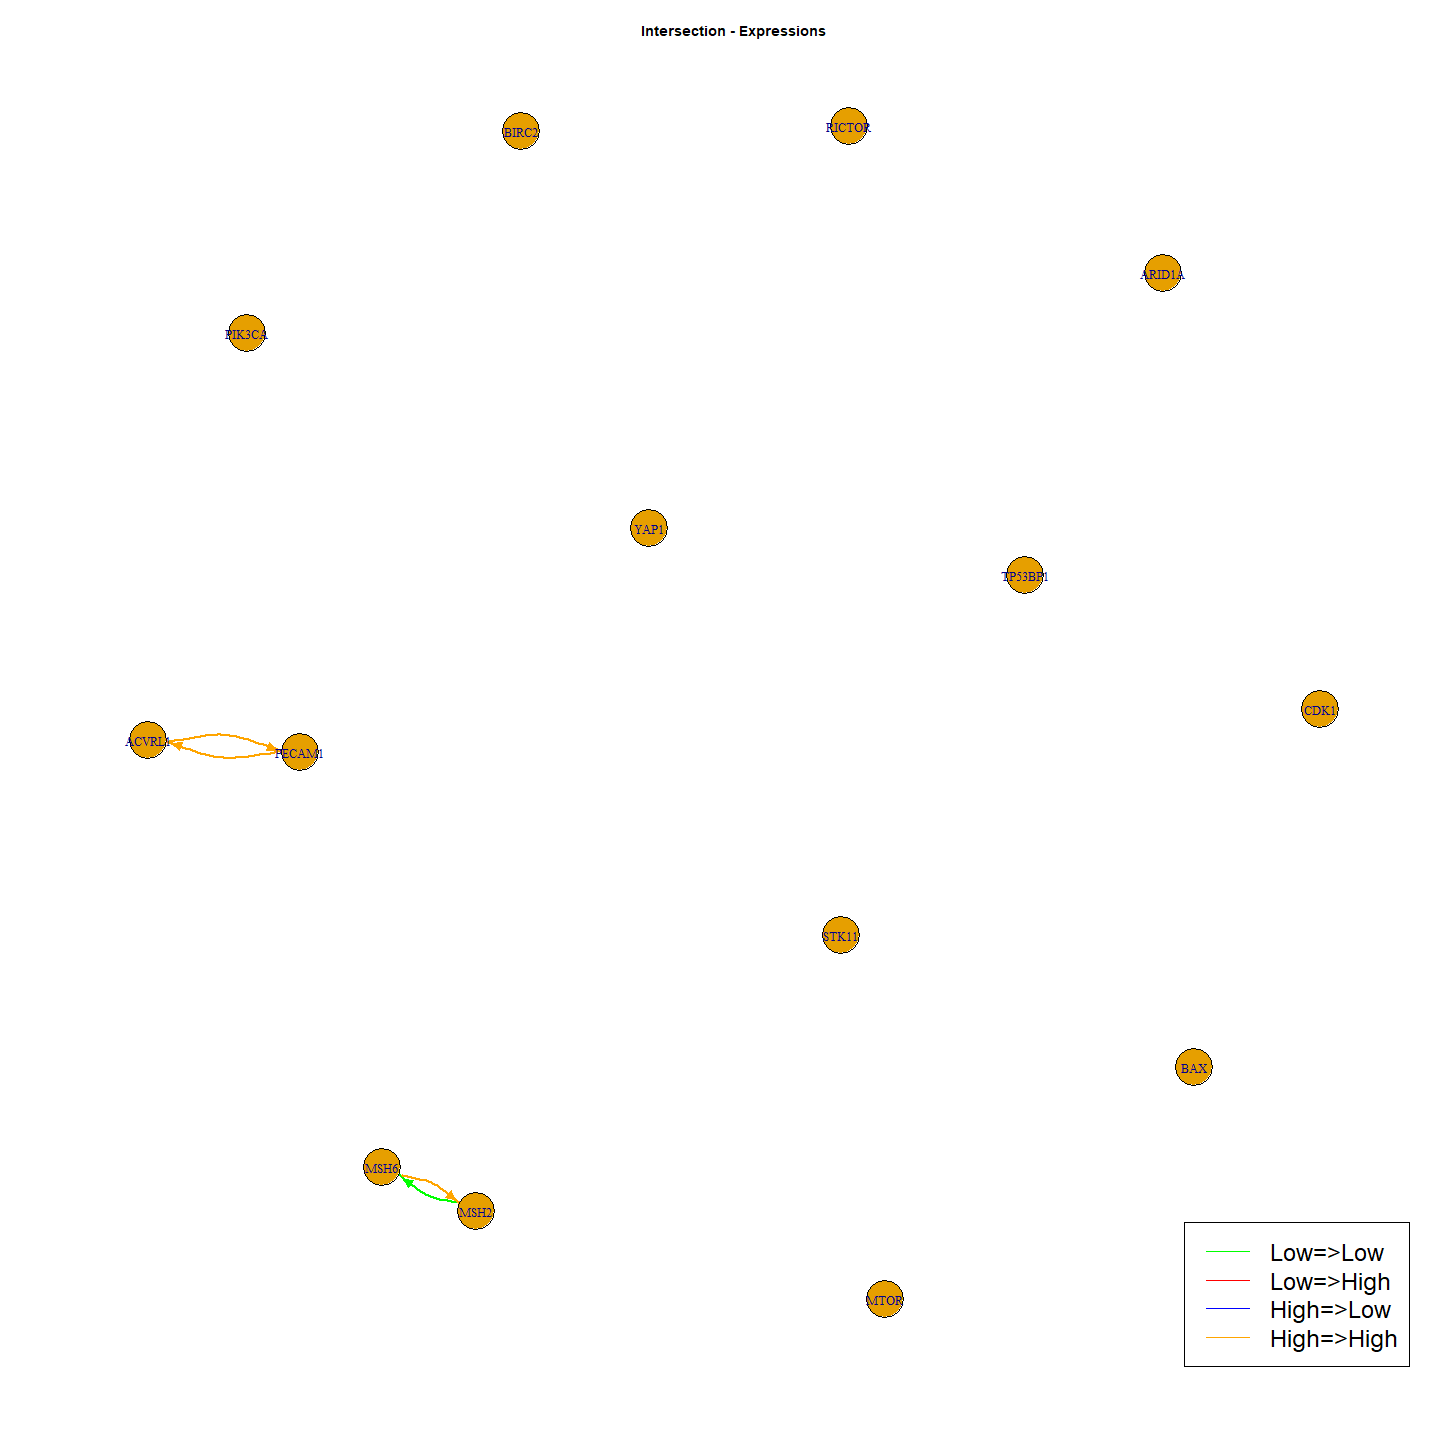 Intersection - Expressions
BIRC2
RICTOR
ARID1A
PIK3CA
YAP1
TP53BP1
CDK1
ACVRL1
PECAM1
STK11
BAX
MSH6
MSH2
MTOR
Low=>Low
Low=>High
High=>Low
High=>High